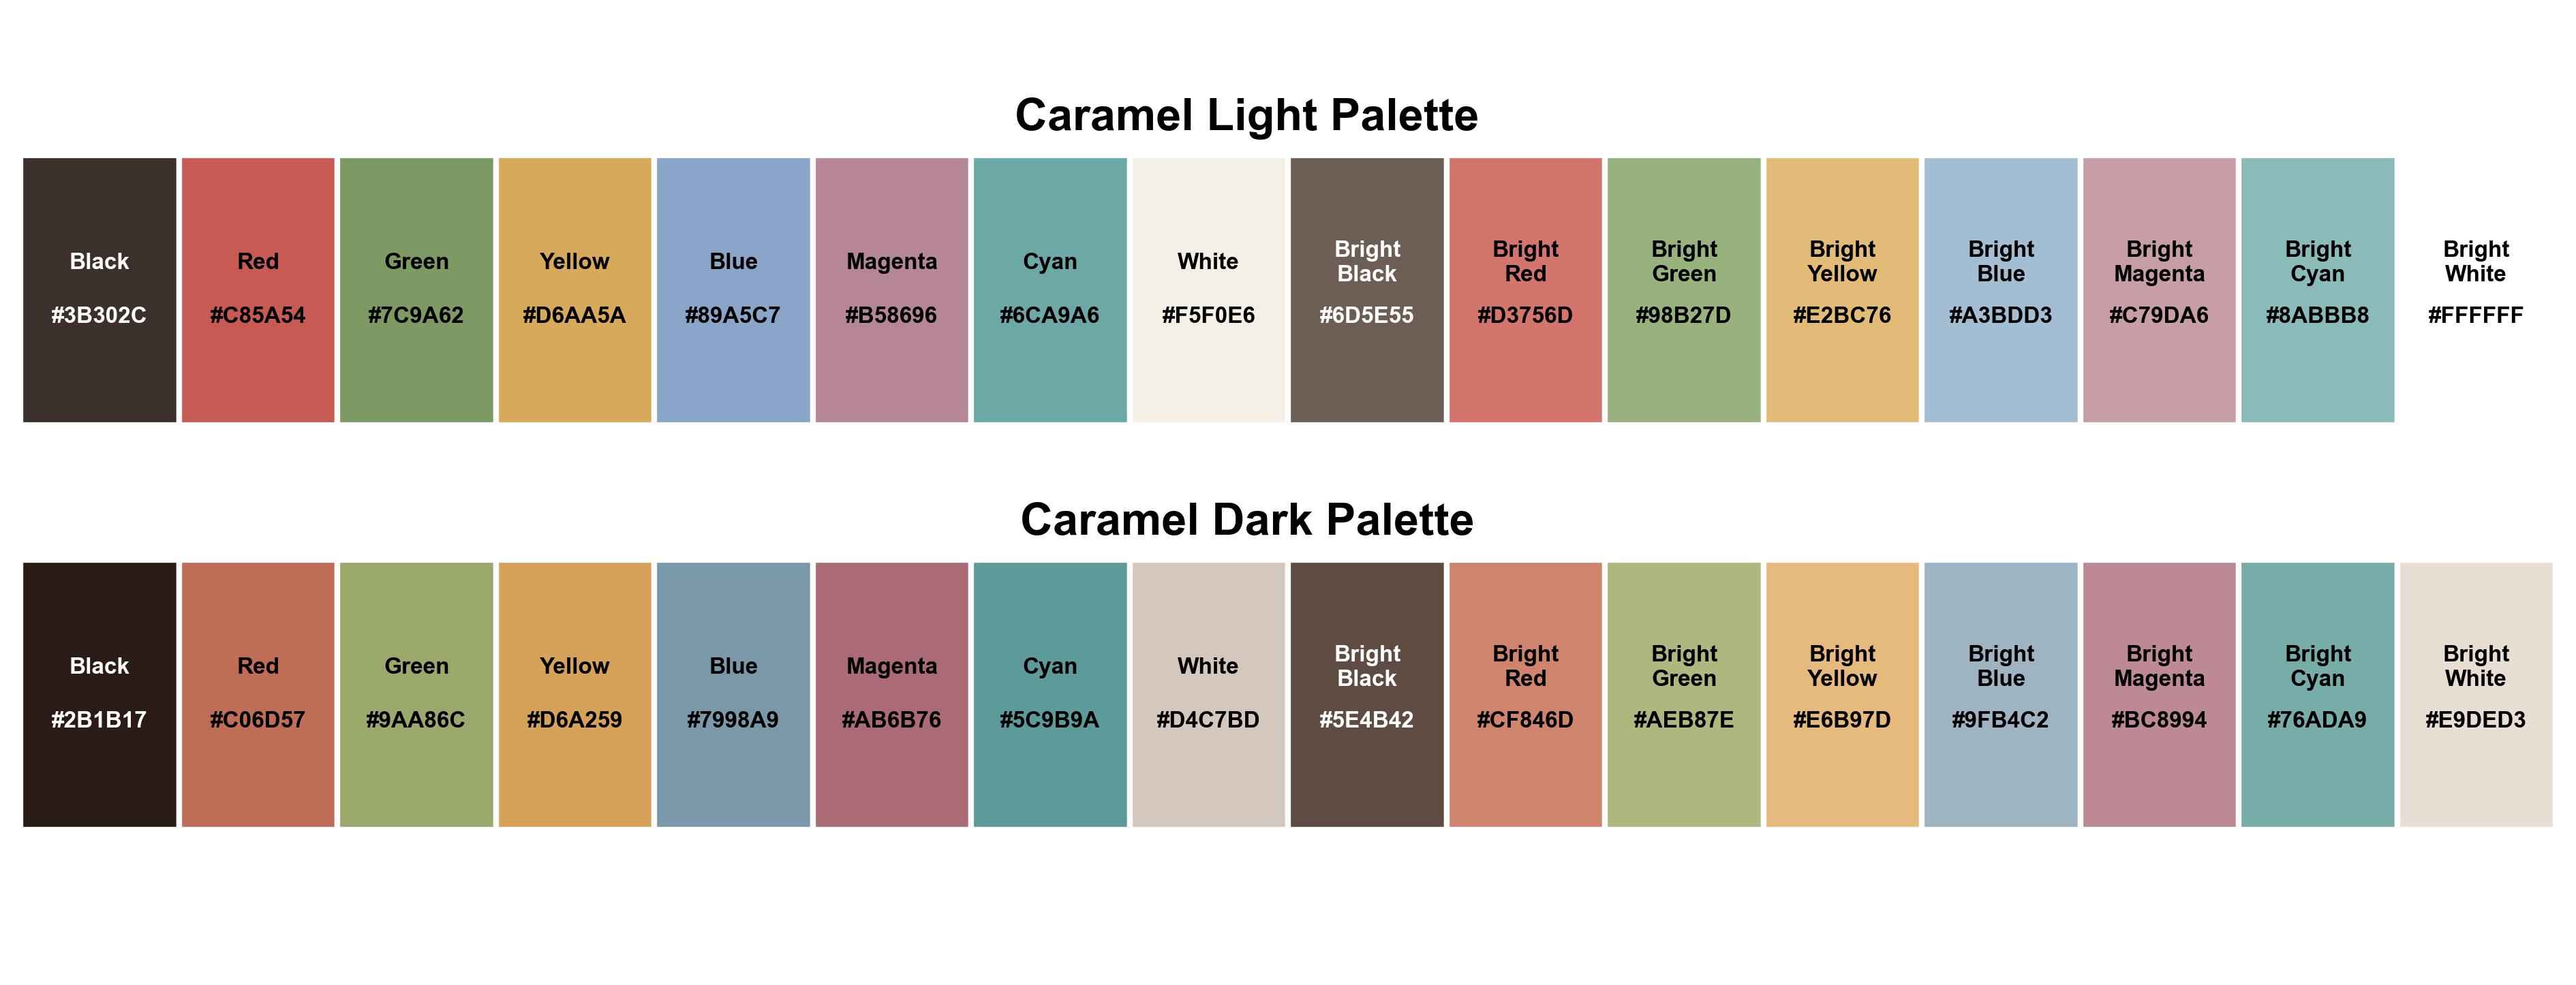 Caramel Light Palette
Black
#3B302C
Red
#C85A54
Green
#7C9A62
Yellow
#D6AA5A
Blue
#89A5C7
Magenta
#B58696
Cyan
#6CA9A6
White
#F5F0E6
Bright
Black
#6D5E55
Bright
Red
#D3756D
Bright
Green
#98B27D
Bright
Yellow
#E2BC76
Bright
Blue
#A3BDD3
Bright
Magenta
#C79DA6
Bright
Cyan
#8ABBB8
Bright
White
#FFFFFF
Caramel Dark Palette
Black
#2B1B17
Red
#C06D57
Green
#9AA86C
Yellow
#D6A259
Blue
#7998A9
Magenta
#AB6B76
Cyan
#5C9B9A
White
#D4C7BD
Bright
Black
#5E4B42
Bright
Red
#CF846D
Bright
Green
#AEB87E
Bright
Yellow
#E6B97D
Bright
Blue
#9FB4C2
Bright
Magenta
#BC8994
Bright
Cyan
#76ADA9
Bright
White
#E9DED3